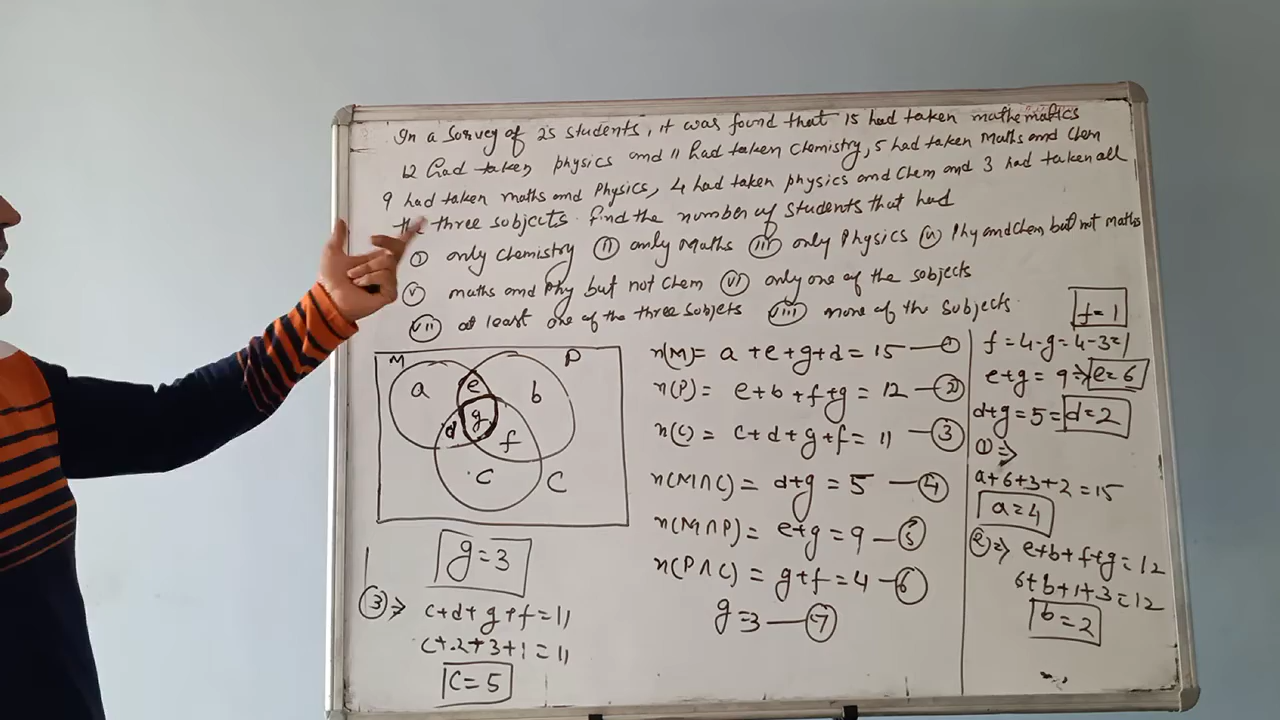 In a Sorvey of 25 students, it was found that 15 had taken mathematics
12 had taken physics and 11 had taken Chemistry, 5 had taken Maths and Chem
9 had taken maths and Physics, 4 had taken physics and Chem and 3 had taken all
the three subjects. find the number of students that had
(i) only Chemistry (ii) only Maths (iii) only Physics (iv) Phy and Chem but not maths
(v) maths and Phy but not Chem (vi) only one of the subjects
(vii) at least one of the three subjets (viii) none of the subjects.
M P
a e b
g
d f
c C
g=3
(3)⇒ c+d+g+f=11
c+2+3+1=11
c=5
n(M)= a+e+g+d=15 —(1)
n(P)= e+b+f+g=12 —(2)
n(C)= c+d+g+f=11 —(3)
n(M∩C)= d+g=5 —(4)
n(M∩P)= e+g=9 —(5)
n(P∩C)= g+f=4 —(6)
g=3 —(7)
f=1
f=4-g=4-3=1
e+g=9⇒e=6
d+g=5=d=2
(1)⇒
a+6+3+2=15
a=4
(2)⇒ e+b+f+g=12
6+b+1+3=12
b=2